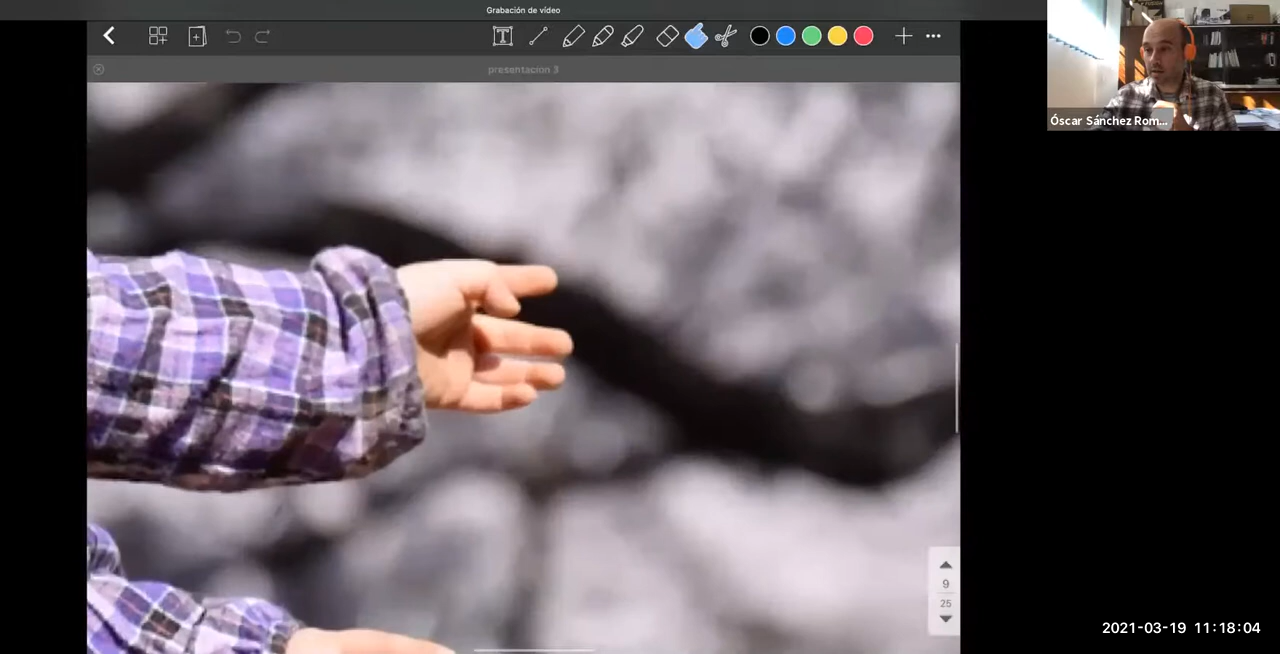 Grabación de vídeo
presentacion 3
Óscar Sánchez Rom...
9
25
2021-03-19 11:18:04